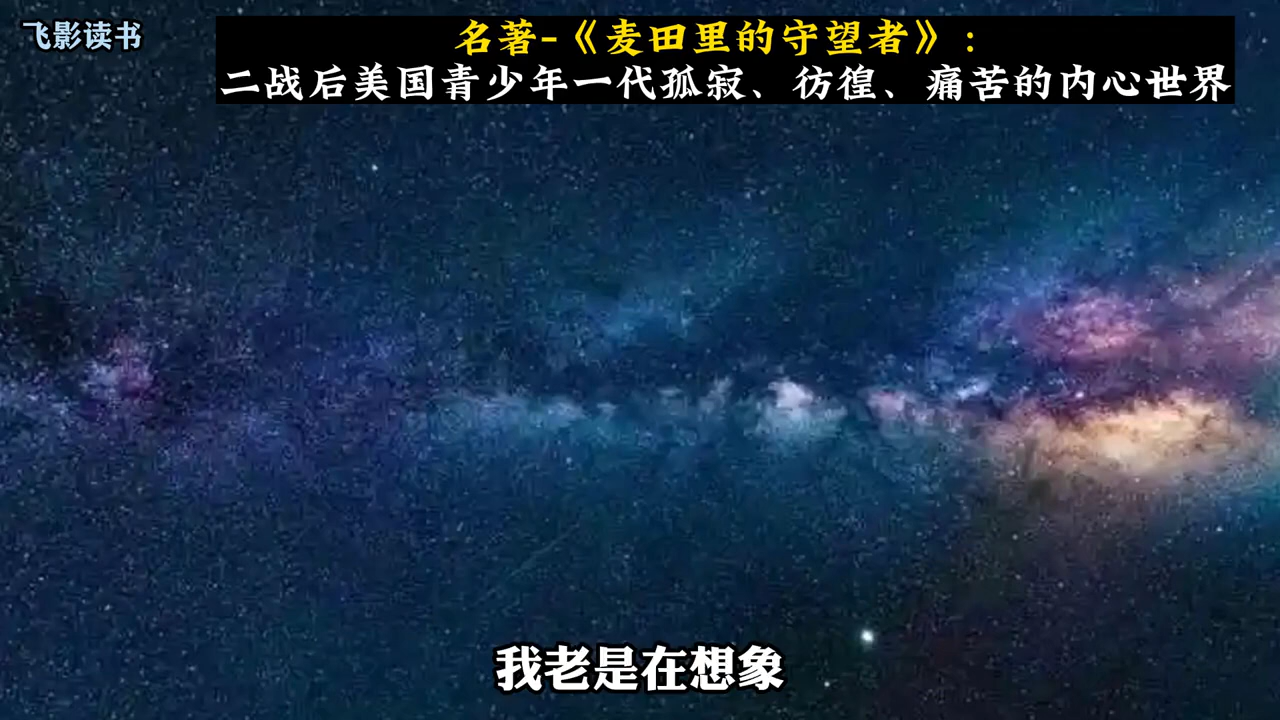 飞影读书
名著-《麦田里的守望者》:
二战后美国青少年一代孤寂、彷徨、痛苦的内心世界
我老是在想象